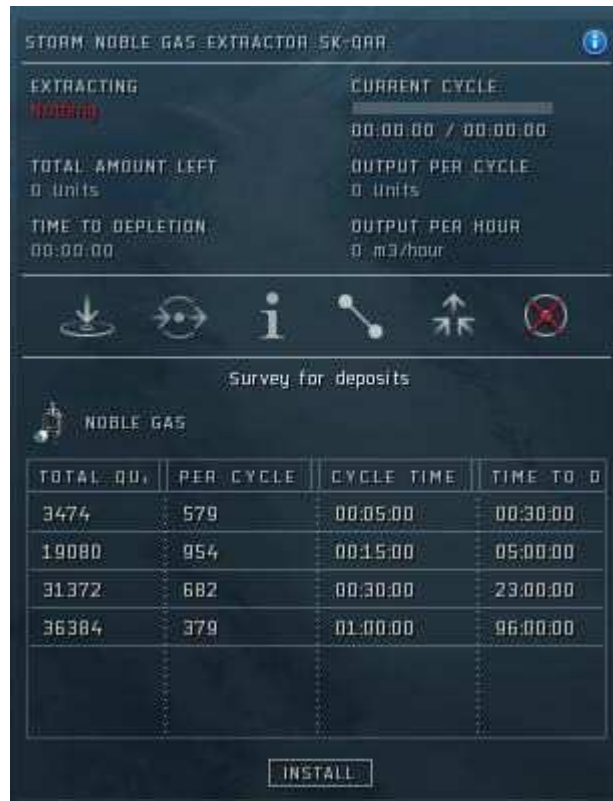 STORM NOBLE GAS EXTRACTOR SK-QAA
EXTRACTING
Nothing
CURRENT CYCLE
00:00:00 / 00:00:00
TOTAL AMOUNT LEFT
0 Units
OUTPUT PER CYCLE
0 Units
TIME TO DEPLETION
00:00:00
OUTPUT PER HOUR
0 m3/hour
Survey for deposits
NOBLE GAS
TOTAL QU. PER CYCLE CYCLE TIME TIME TO D
3474 579 00:05:00 00:30:00
19080 954 00:15:00 05:00:00
31372 682 00:30:00 23:00:00
36384 379 01:00:00 96:00:00
INSTALL